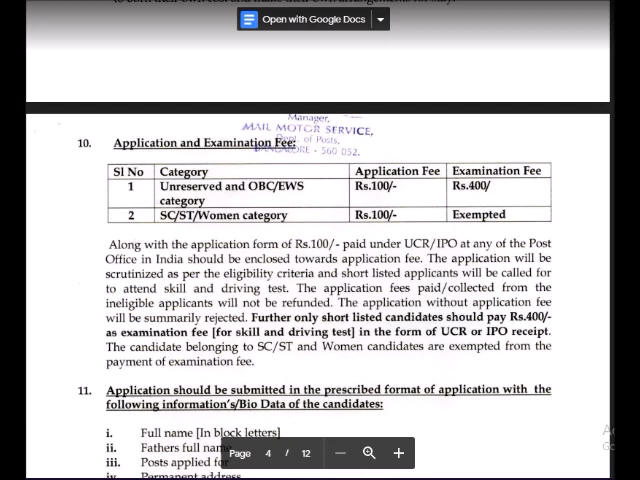 Open with Google Docs
Manager,
MAIL MOTOR SERVICE,
Dept. of Posts,
BANGALORE - 560 052.
10. Application and Examination Fee:
Sl No Category Application Fee Examination Fee
1 Unreserved and OBC/EWS category Rs.100/- Rs.400/
2 SC/ST/Women category Rs.100/- Exempted
Along with the application form of Rs.100/- paid under UCR/IPO at any of the Post
Office in India should be enclosed towards application fee. The application will be
scrutinized as per the eligibility criteria and short listed applicants will be called for
to attend skill and driving test. The application fees paid/collected from the
ineligible applicants will not be refunded. The application without application fee
will be summarily rejected. Further only short listed candidates should pay Rs.400/-
as examination fee [for skill and driving test] in the form of UCR or IPO receipt.
The candidate belonging to SC/ST and Women candidates are exempted from the
payment of examination fee.
11. Application should be submitted in the prescribed format of application with the
following information's/Bio Data of the candidates:
i. Full name [In block letters]
ii. Fathers full name
iii. Posts applied for
iv. Permanent address
Page 4 / 12